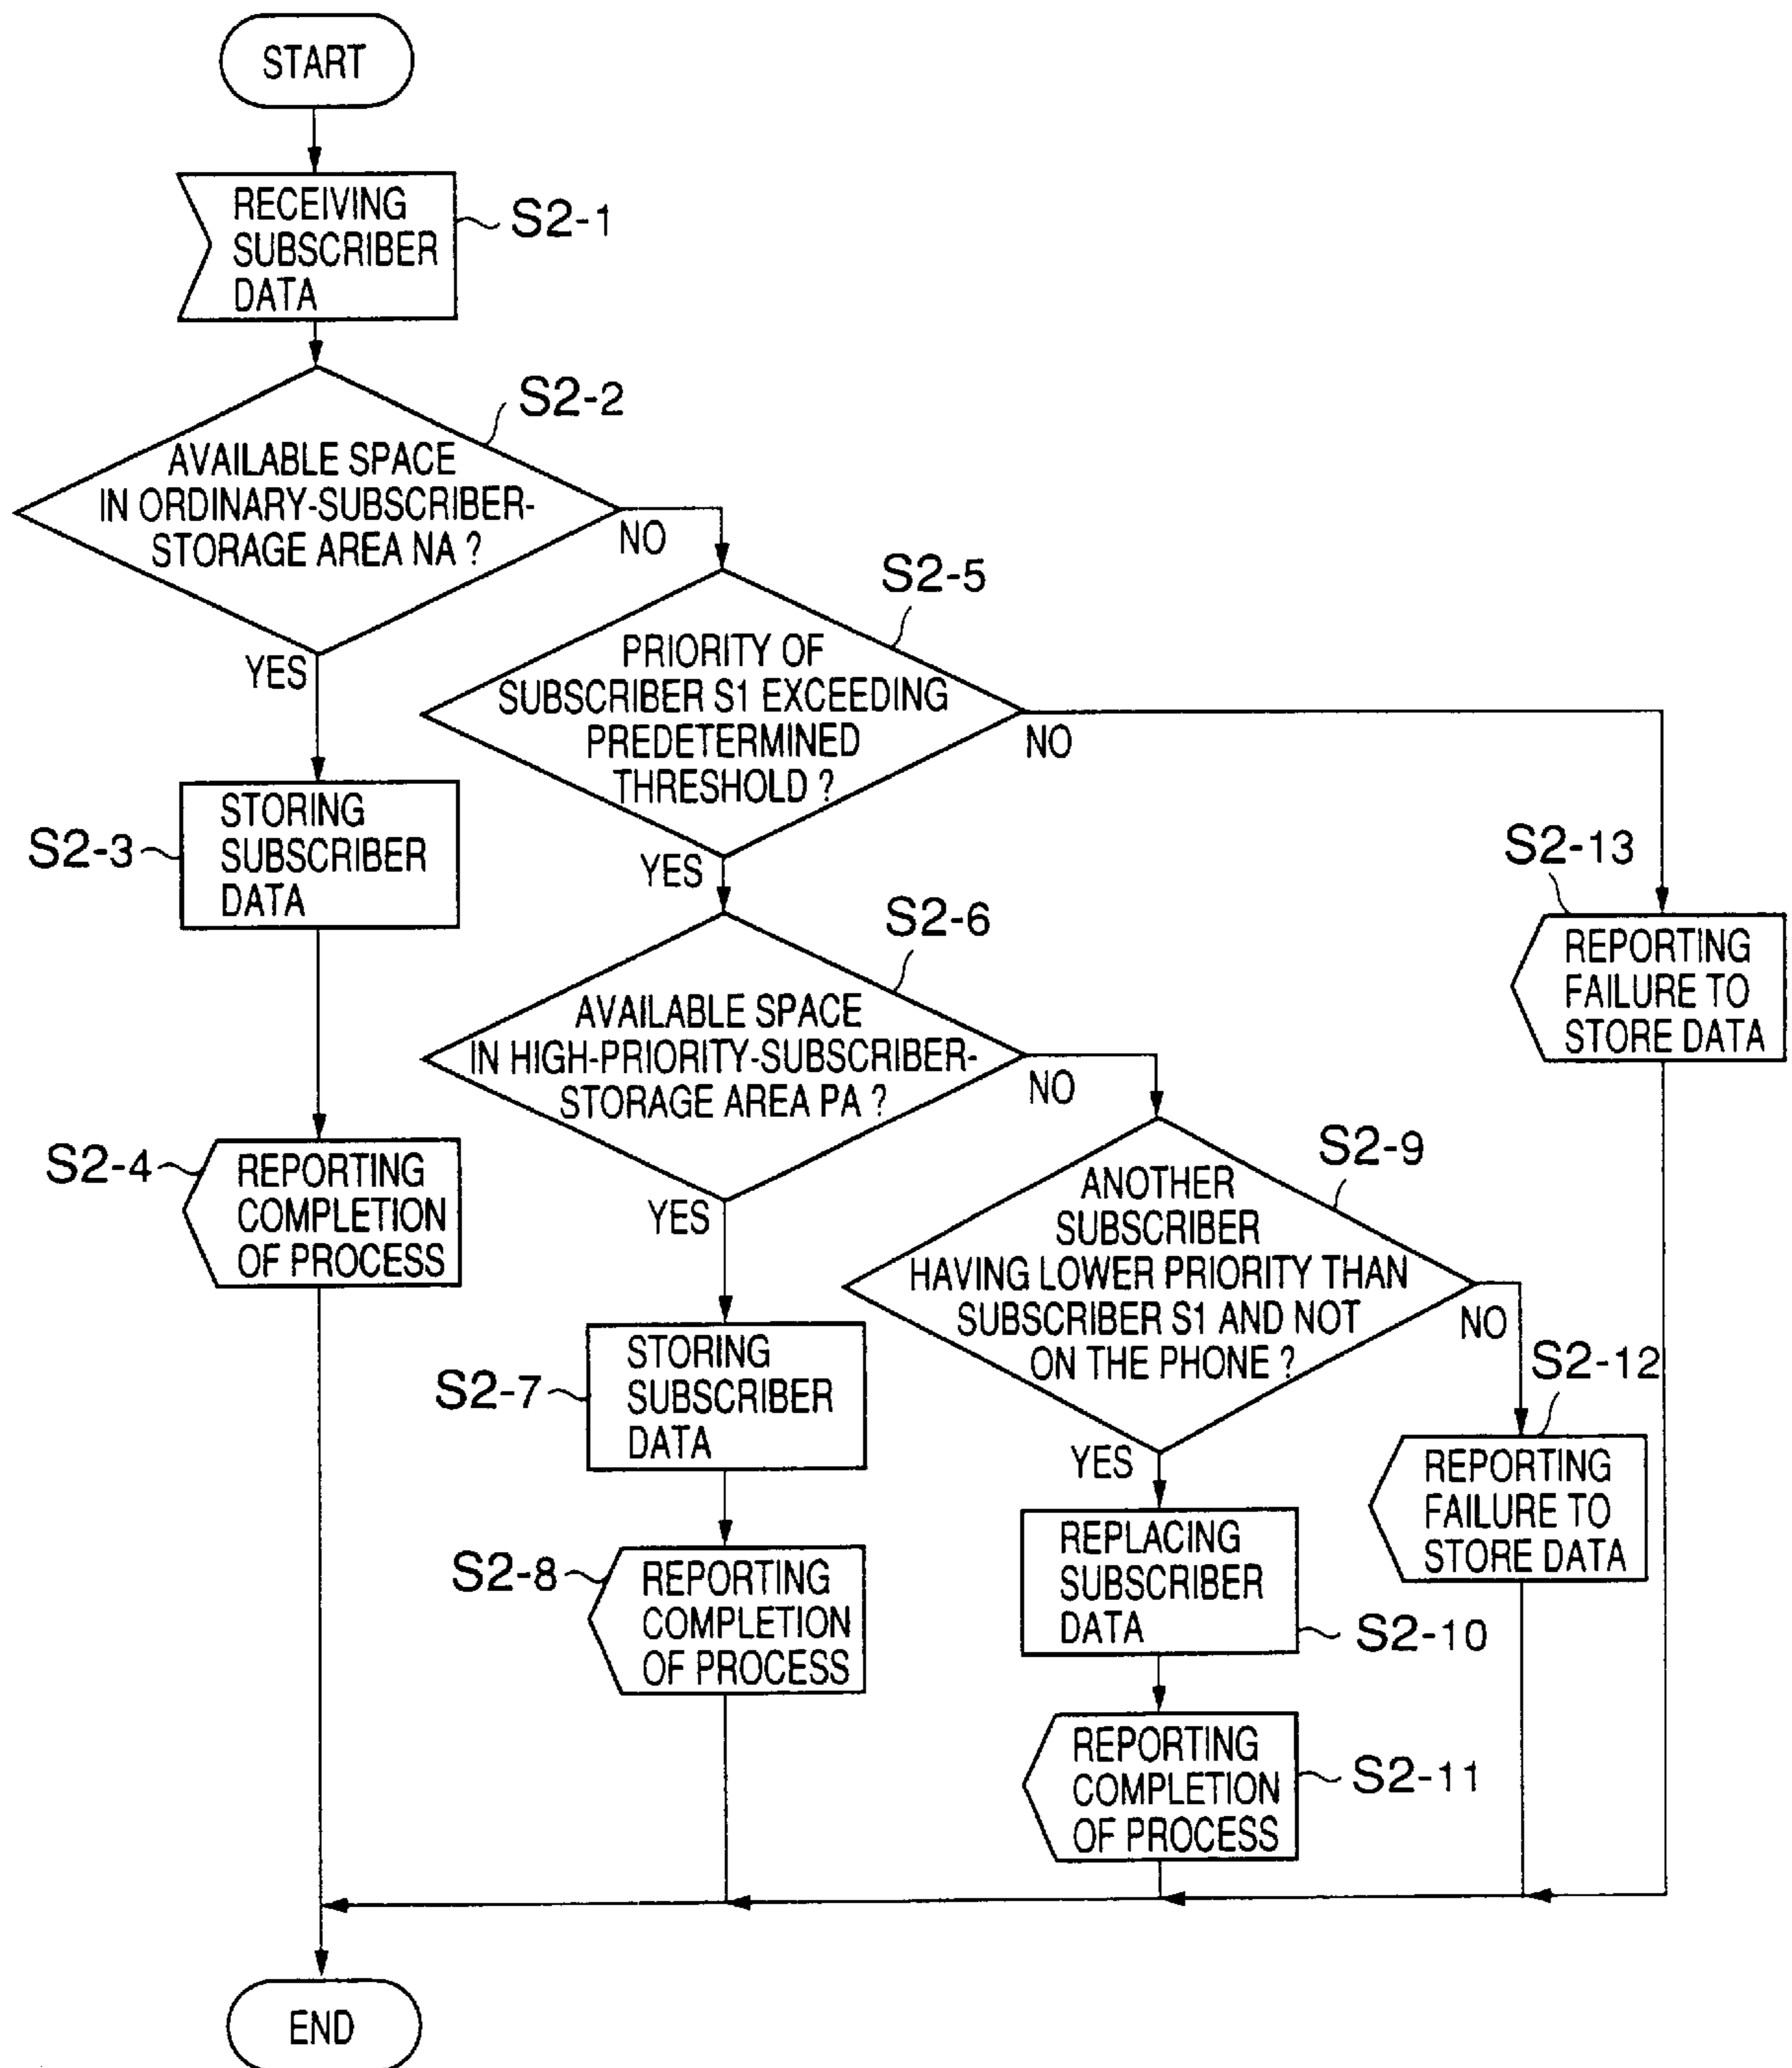 START
RECEIVING
SUBSCRIBER
DATA
S2-1
S2-2
AVAILABLE SPACE
IN ORDINARY-SUBSCRIBER-
STORAGE AREA NA ?
NO
YES
S2-5
PRIORITY OF
SUBSCRIBER S1 EXCEEDING
PREDETERMINED
THRESHOLD ?
NO
YES
S2-3
STORING
SUBSCRIBER
DATA
S2-13
REPORTING
FAILURE TO
STORE DATA
S2-6
AVAILABLE SPACE
IN HIGH-PRIORITY-SUBSCRIBER-
STORAGE AREA PA ?
NO
YES
S2-4
REPORTING
COMPLETION
OF PROCESS
S2-9
ANOTHER
SUBSCRIBER
HAVING LOWER PRIORITY THAN
SUBSCRIBER S1 AND NOT
ON THE PHONE ?
NO
YES
S2-7
STORING
SUBSCRIBER
DATA
S2-12
REPORTING
FAILURE TO
STORE DATA
S2-8
REPORTING
COMPLETION
OF PROCESS
REPLACING
SUBSCRIBER
DATA
S2-10
REPORTING
COMPLETION
OF PROCESS
S2-11
END